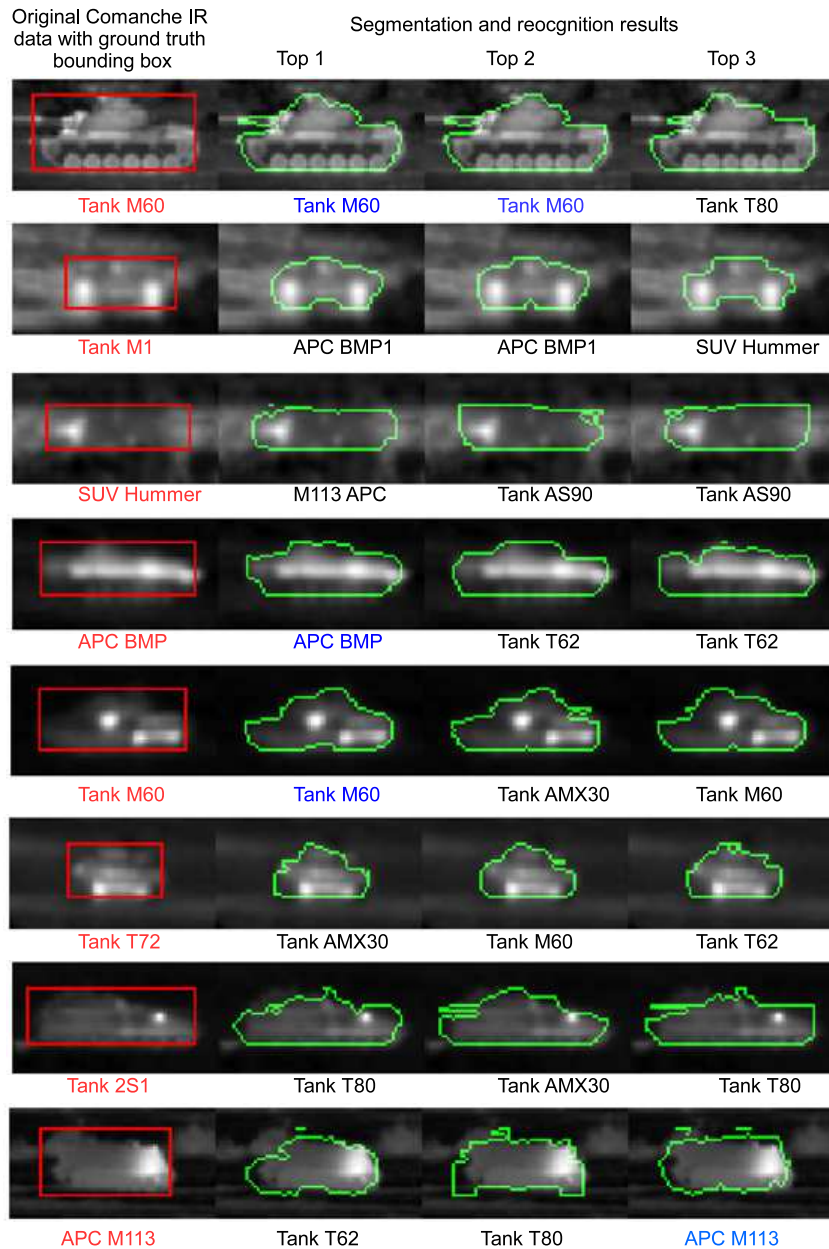 Original Comanche IR
data with ground truth
bounding box
Segmentation and reocgnition results
Top 1 Top 2 Top 3
Tank M60 Tank M60 Tank M60 Tank T80
Tank M1 APC BMP1 APC BMP1 SUV Hummer
SUV Hummer M113 APC Tank AS90 Tank AS90
APC BMP APC BMP Tank T62 Tank T62
Tank M60 Tank M60 Tank AMX30 Tank M60
Tank T72 Tank AMX30 Tank M60 Tank T62
Tank 2S1 Tank T80 Tank AMX30 Tank T80
APC M113 Tank T62 Tank T80 APC M113